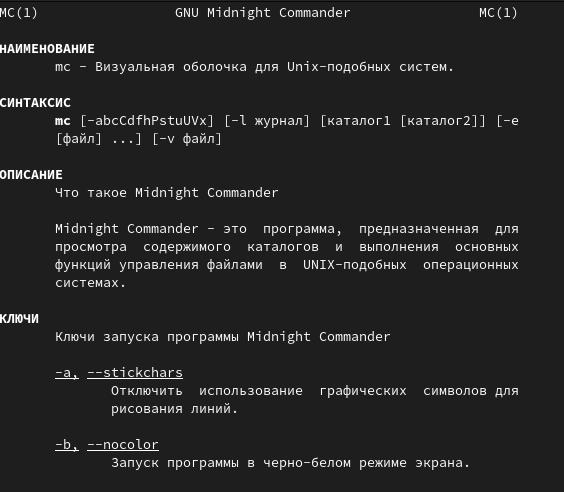 MC(1) GNU Midnight Commander MC(1)
НАИМЕНОВАНИЕ
mc - Визуальная оболочка для Unix-подобных систем.
СИНТАКСИС
mc [-abcCdfhPstuUVx] [-l журнал] [каталог1 [каталог2]] [-e
[файл] ...] [-v файл]
ОПИСАНИЕ
Что такое Midnight Commander
Midnight Commander - это программа, предназначенная для
просмотра содержимого каталогов и выполнения основных
функций управления файлами в UNIX-подобных операционных
системах.
КЛЮЧИ
Ключи запуска программы Midnight Commander
-a, --stickchars
Отключить использование графических символов для
рисования линий.
-b, --nocolor
Запуск программы в черно-белом режиме экрана.